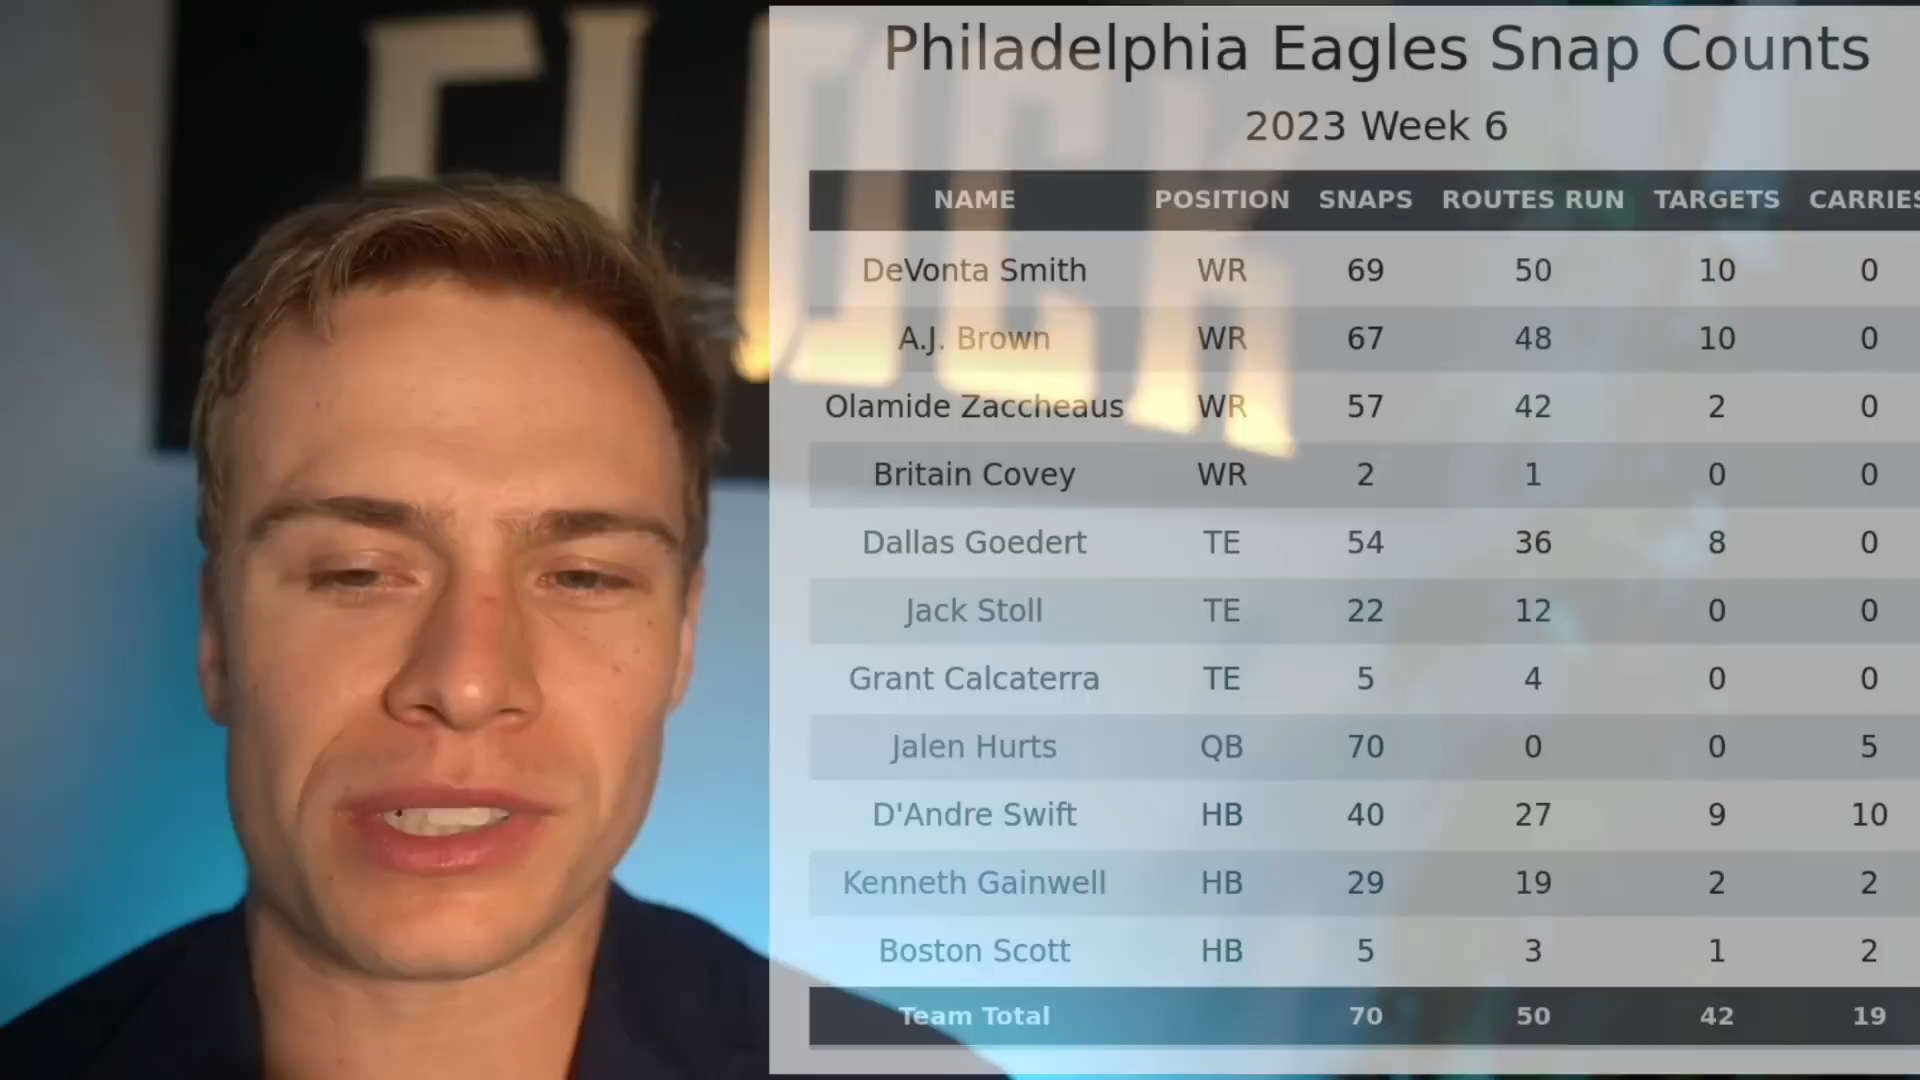 FLOCK
Philadelphia Eagles Snap Counts
2023 Week 6
NAME POSITION SNAPS ROUTES RUN TARGETS CARRIES
DeVonta Smith WR 69 50 10 0
A.J. Brown WR 67 48 10 0
Olamide Zaccheaus WR 57 42 2 0
Britain Covey WR 2 1 0 0
Dallas Goedert TE 54 36 8 0
Jack Stoll TE 22 12 0 0
Grant Calcaterra TE 5 4 0 0
Jalen Hurts QB 70 0 0 5
D'Andre Swift HB 40 27 9 10
Kenneth Gainwell HB 29 19 2 2
Boston Scott HB 5 3 1 2
Team Total 70 50 42 19